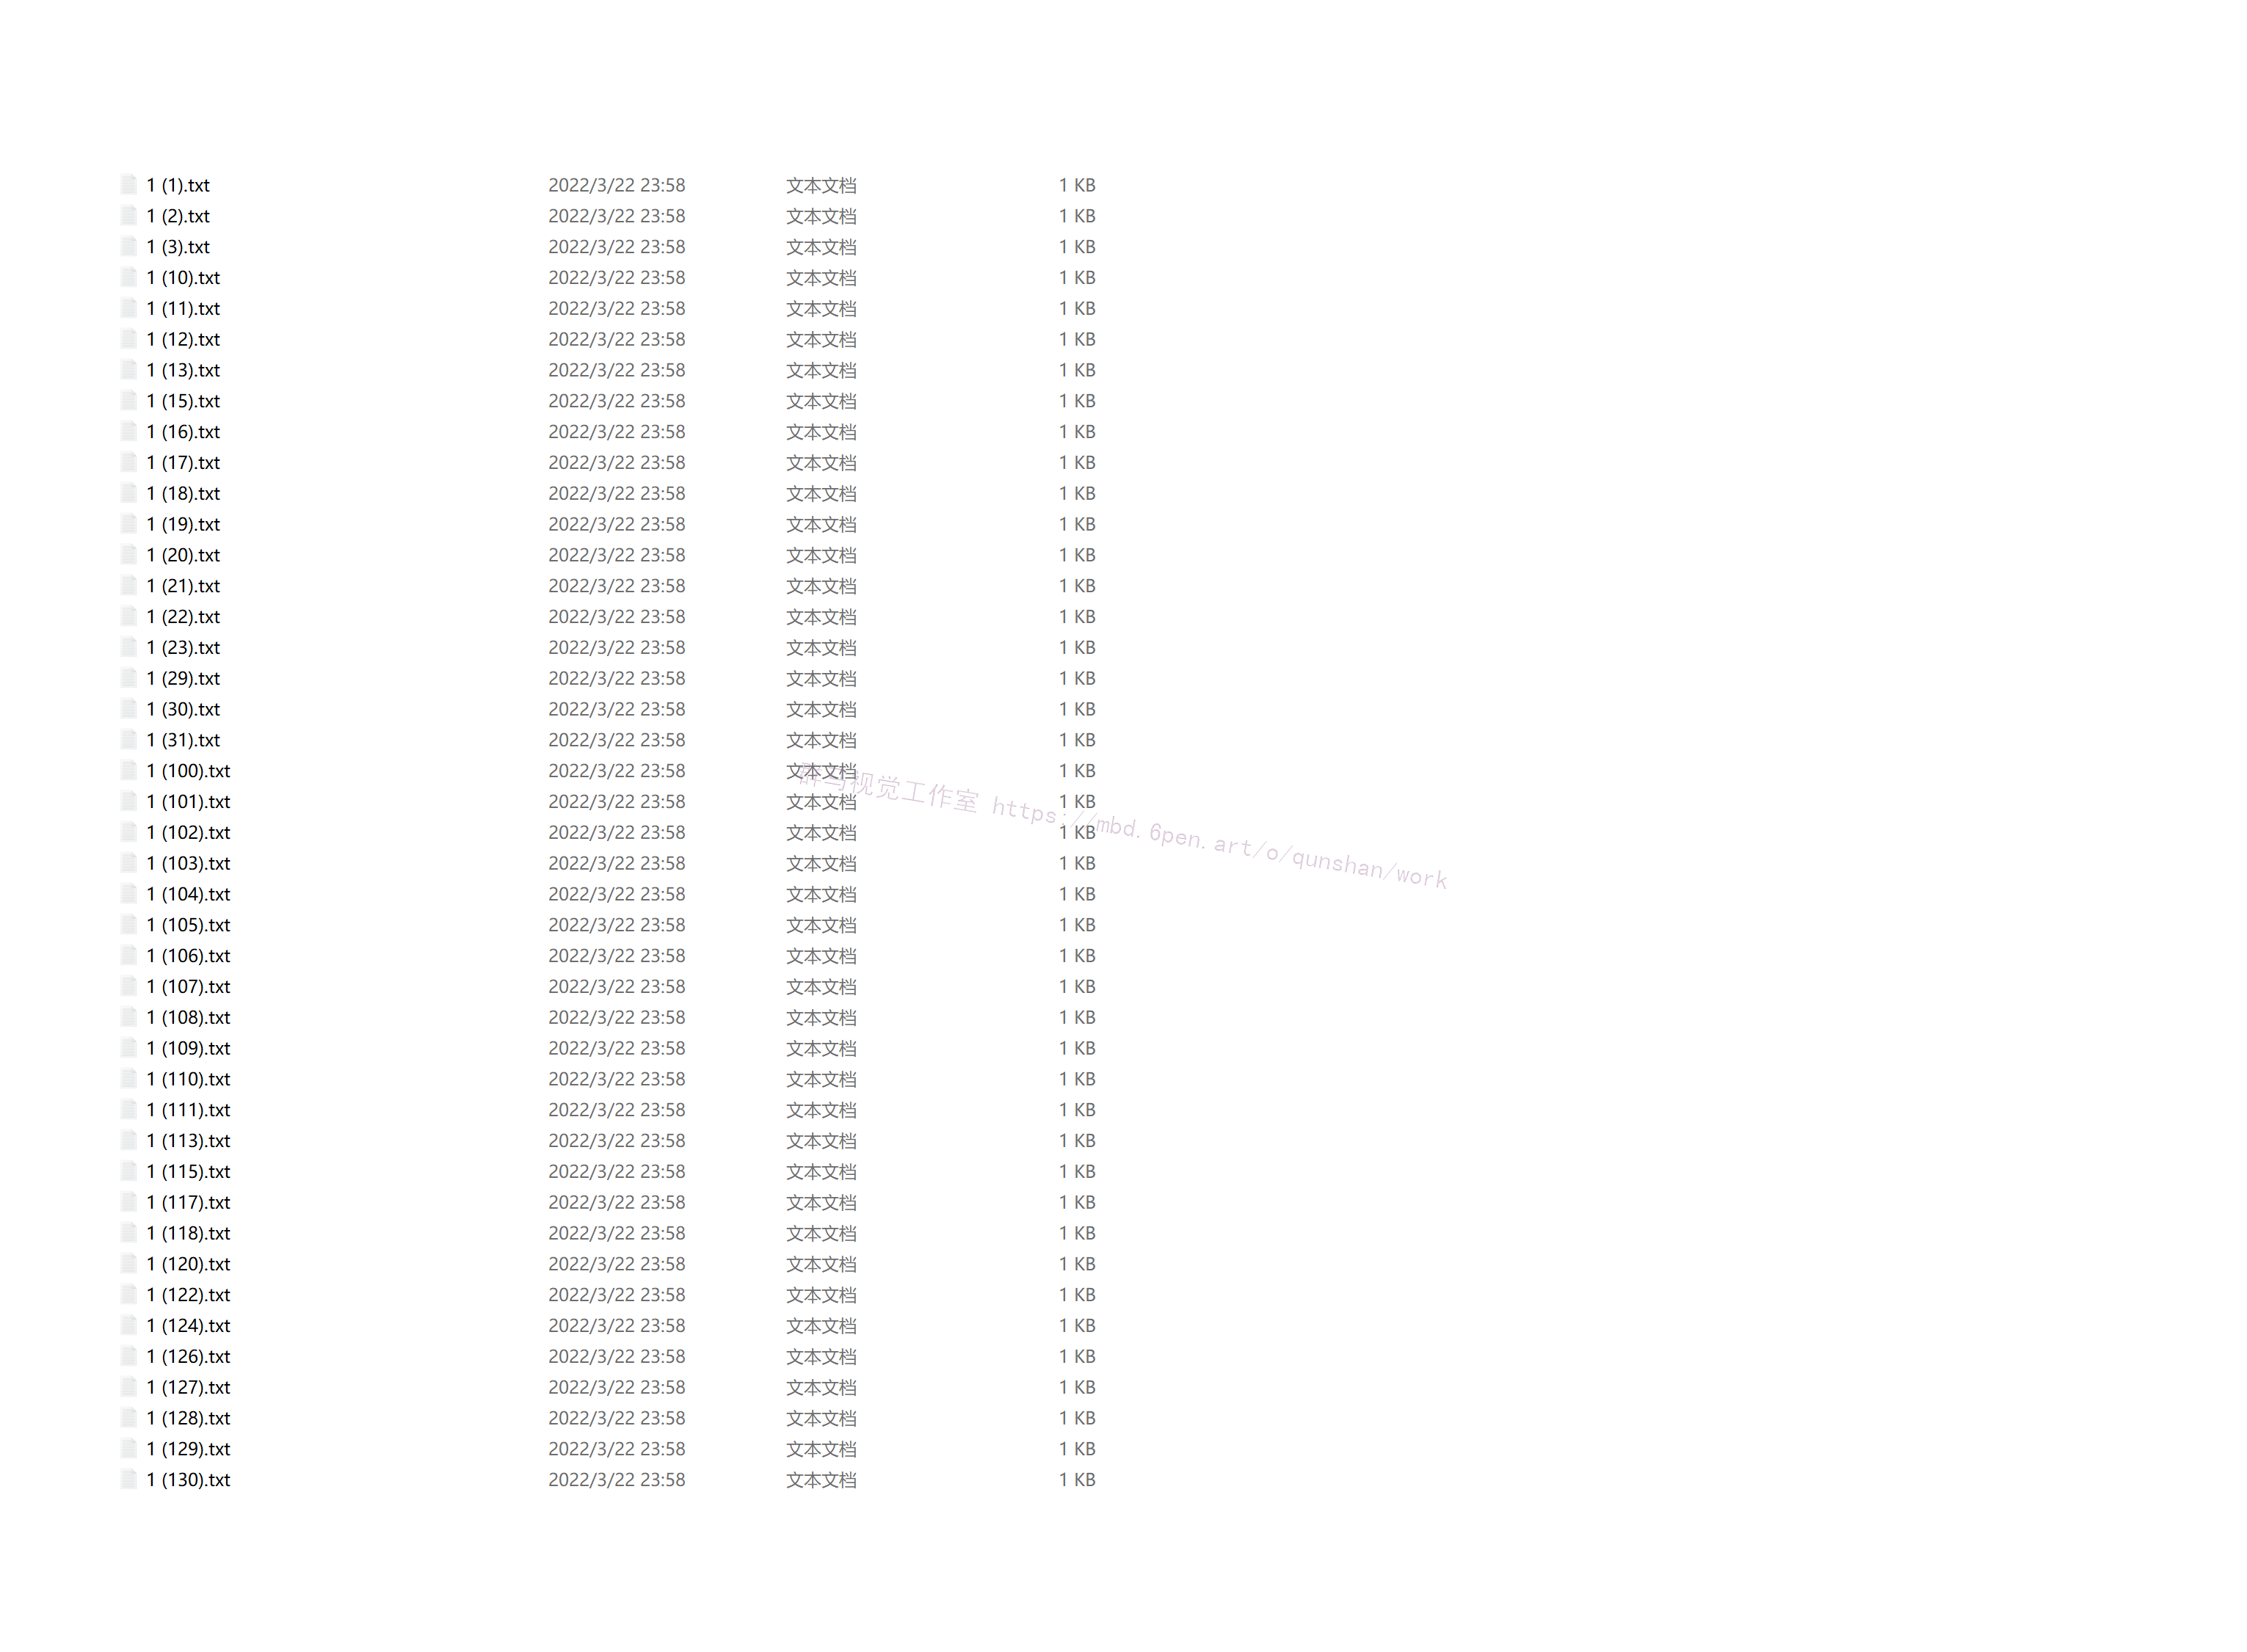 1 (1).txt 2022/3/22 23:58 文本文档 1 KB
1 (2).txt 2022/3/22 23:58 文本文档 1 KB
1 (3).txt 2022/3/22 23:58 文本文档 1 KB
1 (10).txt 2022/3/22 23:58 文本文档 1 KB
1 (11).txt 2022/3/22 23:58 文本文档 1 KB
1 (12).txt 2022/3/22 23:58 文本文档 1 KB
1 (13).txt 2022/3/22 23:58 文本文档 1 KB
1 (15).txt 2022/3/22 23:58 文本文档 1 KB
1 (16).txt 2022/3/22 23:58 文本文档 1 KB
1 (17).txt 2022/3/22 23:58 文本文档 1 KB
1 (18).txt 2022/3/22 23:58 文本文档 1 KB
1 (19).txt 2022/3/22 23:58 文本文档 1 KB
1 (20).txt 2022/3/22 23:58 文本文档 1 KB
1 (21).txt 2022/3/22 23:58 文本文档 1 KB
1 (22).txt 2022/3/22 23:58 文本文档 1 KB
1 (23).txt 2022/3/22 23:58 文本文档 1 KB
1 (29).txt 2022/3/22 23:58 文本文档 1 KB
1 (30).txt 2022/3/22 23:58 文本文档 1 KB
1 (31).txt 2022/3/22 23:58 文本文档 1 KB
1 (100).txt 2022/3/22 23:58 文本文档 1 KB
1 (101).txt 2022/3/22 23:58 文本文档 1 KB
1 (102).txt 2022/3/22 23:58 文本文档 1 KB
1 (103).txt 2022/3/22 23:58 文本文档 1 KB
1 (104).txt 2022/3/22 23:58 文本文档 1 KB
1 (105).txt 2022/3/22 23:58 文本文档 1 KB
1 (106).txt 2022/3/22 23:58 文本文档 1 KB
1 (107).txt 2022/3/22 23:58 文本文档 1 KB
1 (108).txt 2022/3/22 23:58 文本文档 1 KB
1 (109).txt 2022/3/22 23:58 文本文档 1 KB
1 (110).txt 2022/3/22 23:58 文本文档 1 KB
1 (111).txt 2022/3/22 23:58 文本文档 1 KB
1 (113).txt 2022/3/22 23:58 文本文档 1 KB
1 (115).txt 2022/3/22 23:58 文本文档 1 KB
1 (117).txt 2022/3/22 23:58 文本文档 1 KB
1 (118).txt 2022/3/22 23:58 文本文档 1 KB
1 (120).txt 2022/3/22 23:58 文本文档 1 KB
1 (122).txt 2022/3/22 23:58 文本文档 1 KB
1 (124).txt 2022/3/22 23:58 文本文档 1 KB
1 (126).txt 2022/3/22 23:58 文本文档 1 KB
1 (127).txt 2022/3/22 23:58 文本文档 1 KB
1 (128).txt 2022/3/22 23:58 文本文档 1 KB
1 (129).txt 2022/3/22 23:58 文本文档 1 KB
1 (130).txt 2022/3/22 23:58 文本文档 1 KB
视觉工作室 https://mbd.6pen.art/o/qunshan/work